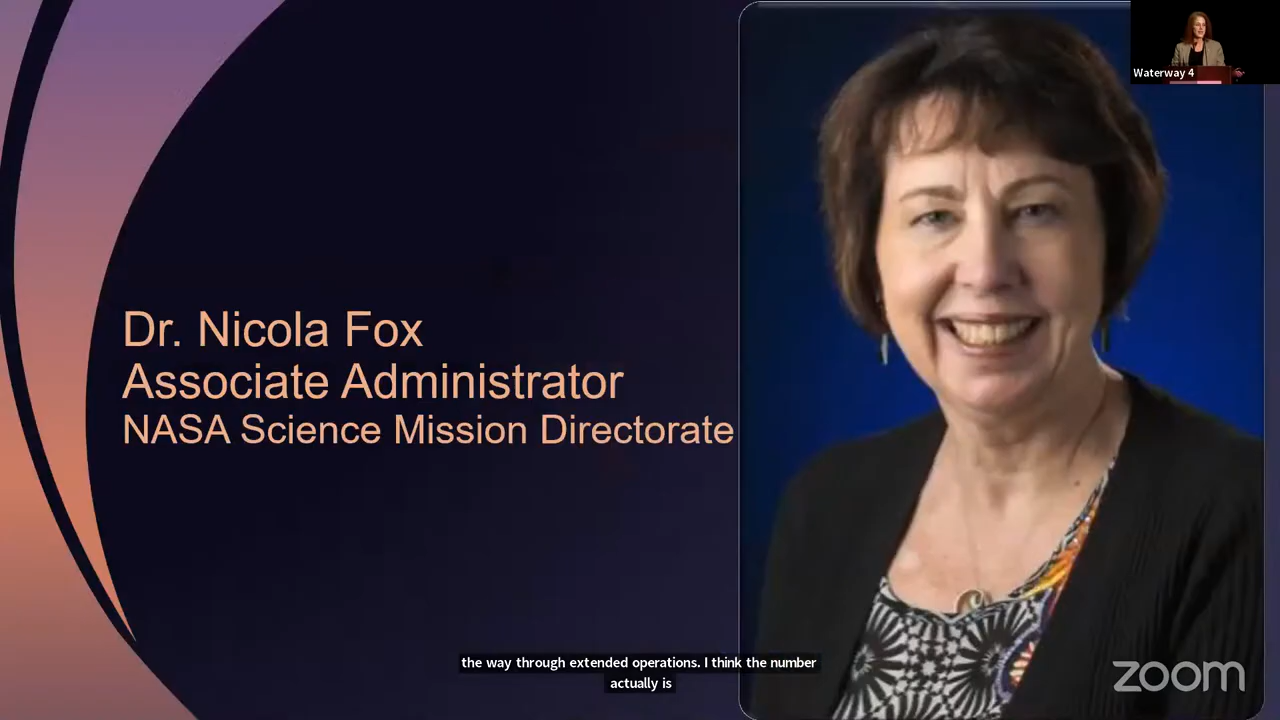 Waterway 4
Dr. Nicola Fox
Associate Administrator
NASA Science Mission Directorate
the way through extended operations. I think the number
actually is
zoom